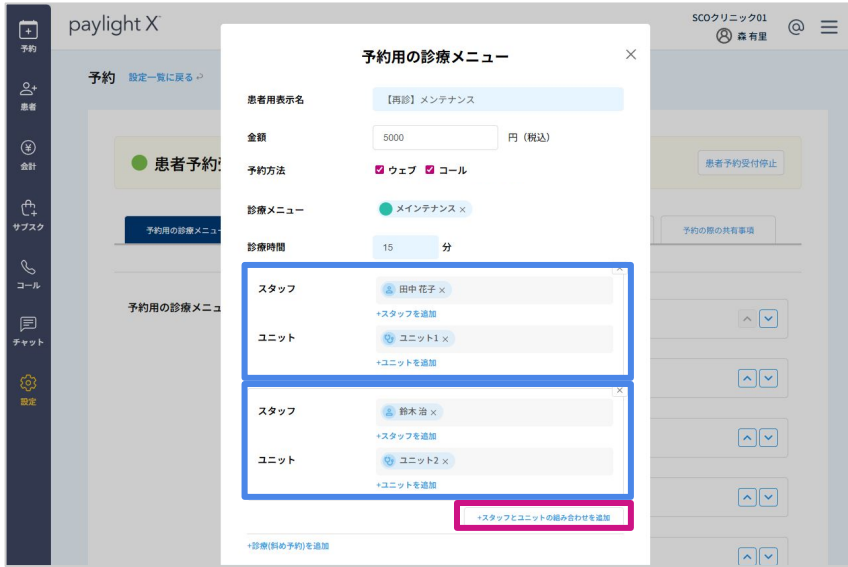 paylight X
SCOクリニック01
森 有里
予約
患者
会計
サブスク
コール
チャット
設定
予約 設定一覧に戻る
患者予約受
患者予約受付停止
予約用の診療メニュー
予約の際の共有事項
予約用の診療メニュ
予約用の診療メニュー
患者用表示名
【再診】メンテナンス
金額
5000
円（税込）
予約方法
ウェブ
コール
診療メニュー
メインテナンス ×
診療時間
15
分
スタッフ
田中 花子 ×
+スタッフを追加
ユニット
ユニット1 ×
+ユニットを追加
スタッフ
鈴木 治 ×
+スタッフを追加
ユニット
ユニット2 ×
+ユニットを追加
+スタッフとユニットの組み合わせを追加
+診療(斜め予約)を追加